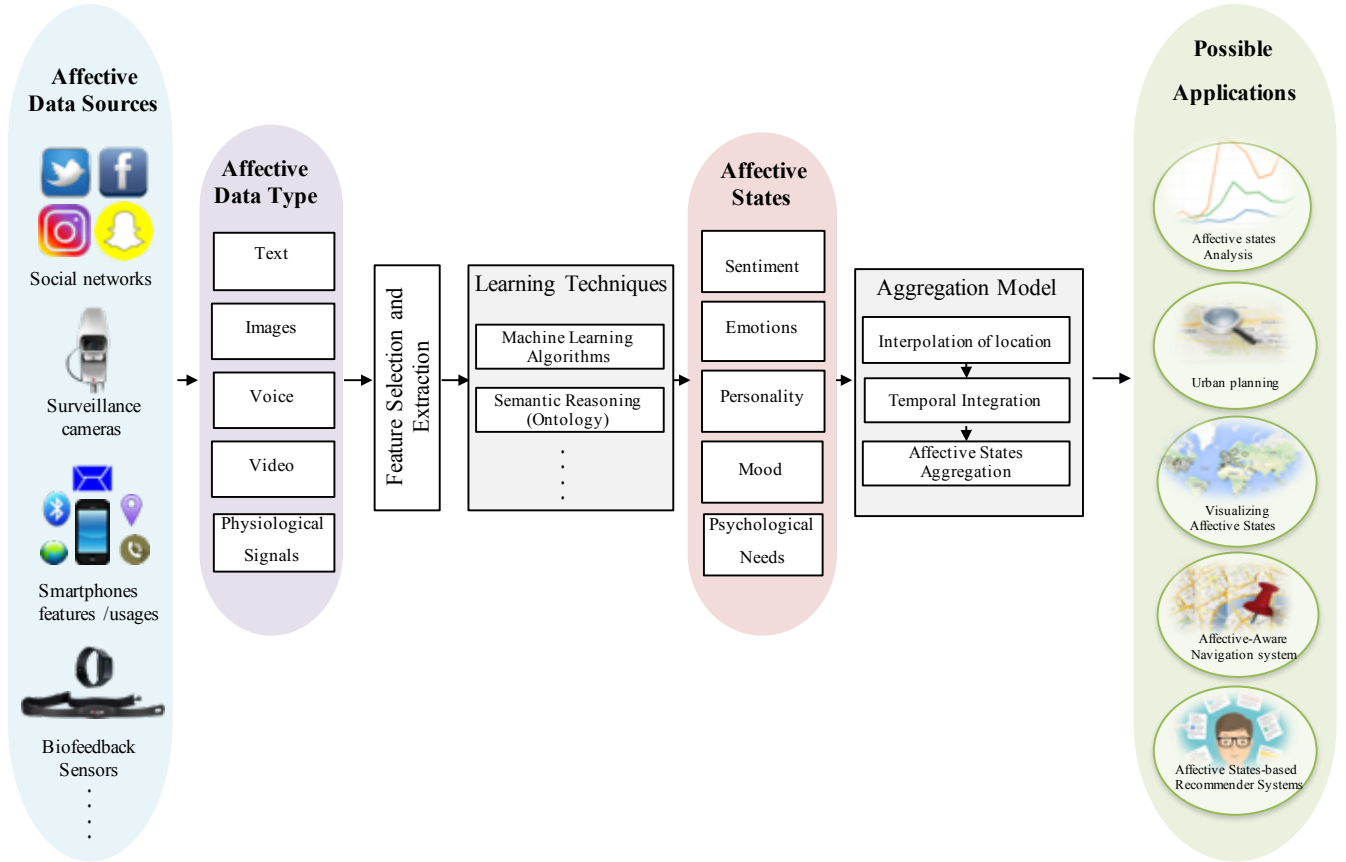 Affective
Data Sources
Social networks
Surveillance
cameras
Smartphones
features /usages
Biofeedback
Sensors
Affective
Data Type
Text
Images
Voice
Video
Physiological
Signals
Feature Selection and
Extraction
Learning Techniques
Machine Learning
Algorithms
Semantic Reasoning
(Ontology)
Affective
States
Sentiment
Emotions
Personality
Mood
Psychological
Needs
Aggregation Model
Interpolation of location
Temporal Integration
Affective States
Aggregation
Possible
Applications
Affective states
Analysis
Urban planning
Visualizing
Affective States
Affective-Aware
Navigation system
Affective States-based
Recommender Systems